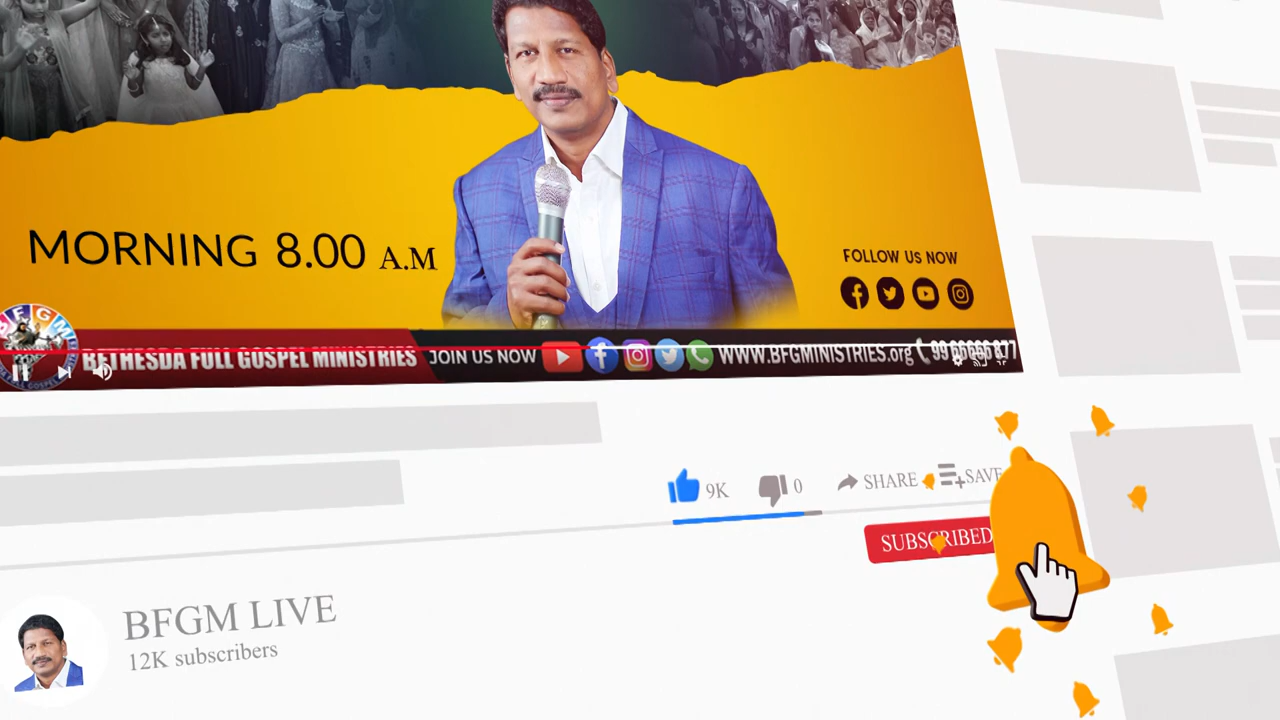 MORNING 8.00 A.M
FOLLOW US NOW
BFGM
BETHESDA FULL GOSPEL MINISTRIES
JOIN US NOW
WWW.BFGMINISTRIES.org
9K
0
SHARE
SAVE
SUBSCRIBED
BFGM LIVE
12K subscribers